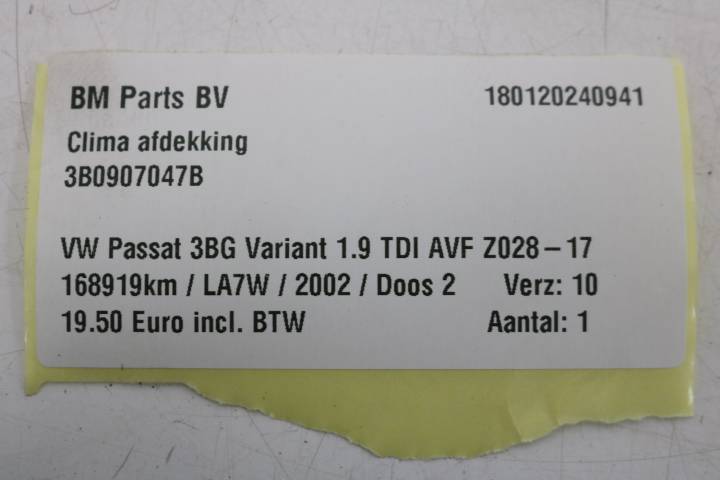 BM Parts BV 180120240941
Clima afdekking
3B0907047B
VW Passat 3BG Variant 1.9 TDI AVF Z028-17
168919km / LA7W / 2002 / Doos 2 Verz: 10
19.50 Euro incl. BTW Aantal: 1